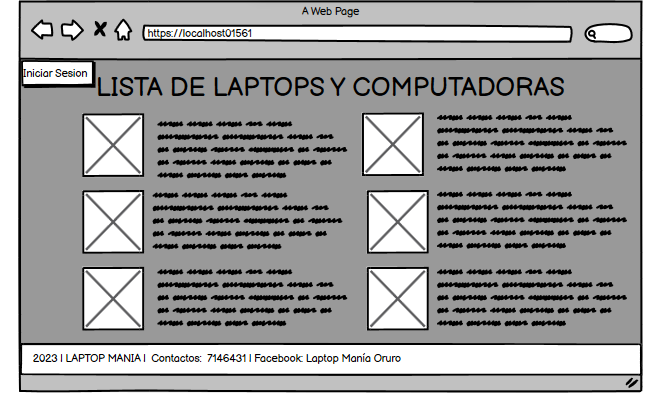 A Web Page
https://localhost01561
Iniciar Sesion
LISTA DE LAPTOPS Y COMPUTADORAS
2023 | LAPTOP MANIA | Contactos: 7146431 | Facebook: Laptop Manía Oruro